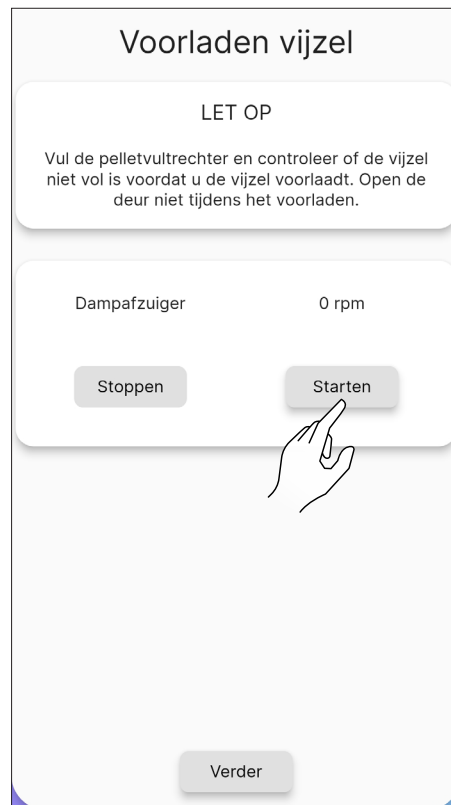 Voorladen vijzel
LET OP
Vul de pelletvultrechter en controleer of de vijzel
niet vol is voordat u de vijzel voorlaadt. Open de
deur niet tijdens het voorladen.
Dampafzuiger 0 rpm
Stoppen Starten
Verder